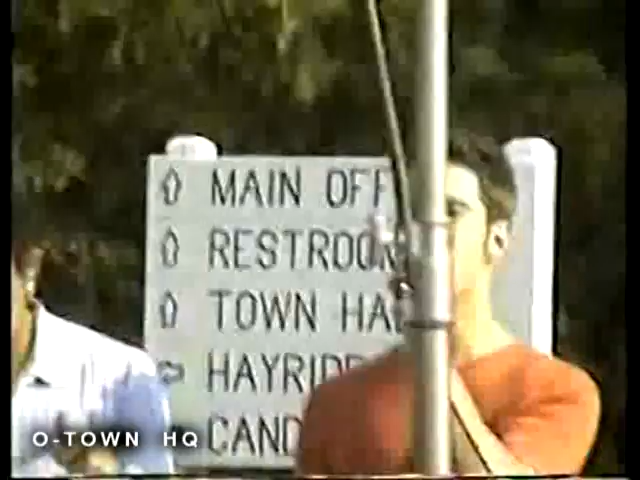 MAIN OFF
RESTROO
TOWN HA
HAYRID
CAND
O-TOWN HQ